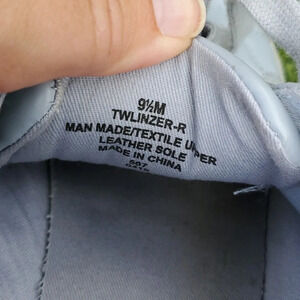 9½M
TWLINZER-R
MAN MADE/TEXTILE UPPER
LEATHER SOLE
MADE IN CHINA